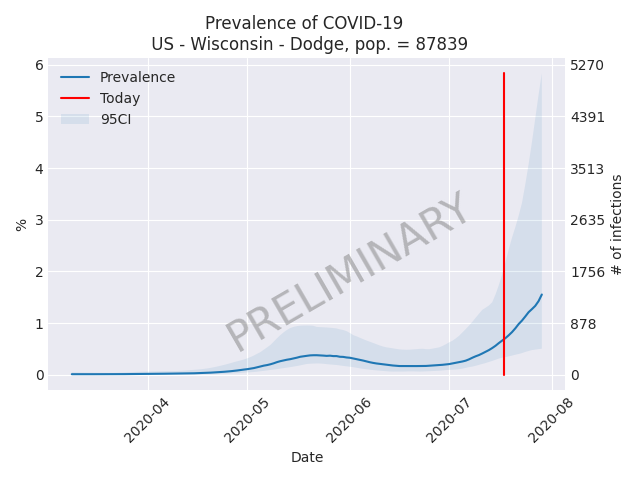 Prevalence of COVID-19
US - Wisconsin - Dodge, pop. = 87839
Prevalence
Today
95CI
PRELIMINARY
%
6
5
4
3
2
1
0
5270
4391
3513
2635
1756
878
0
# of infections
2020-04
2020-05
2020-06
2020-07
2020-08
Date